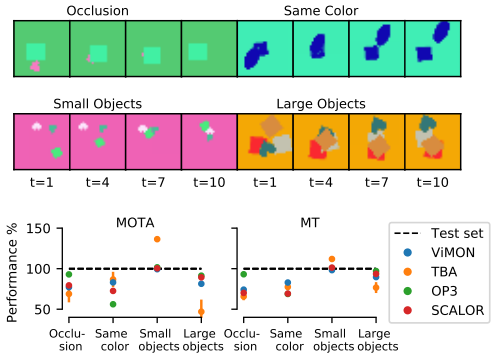 Occlusion Same Color
Small Objects Large Objects
t=1 t=4 t=7 t=10 t=1 t=4 t=7 t=10
MOTA MT
Performance %
150
100
50
Occlu-
sion
Same
color
Small
objects
Large
objects
Occlu-
sion
Same
color
Small
objects
Large
objects
Test set
ViMON
TBA
OP3
SCALOR